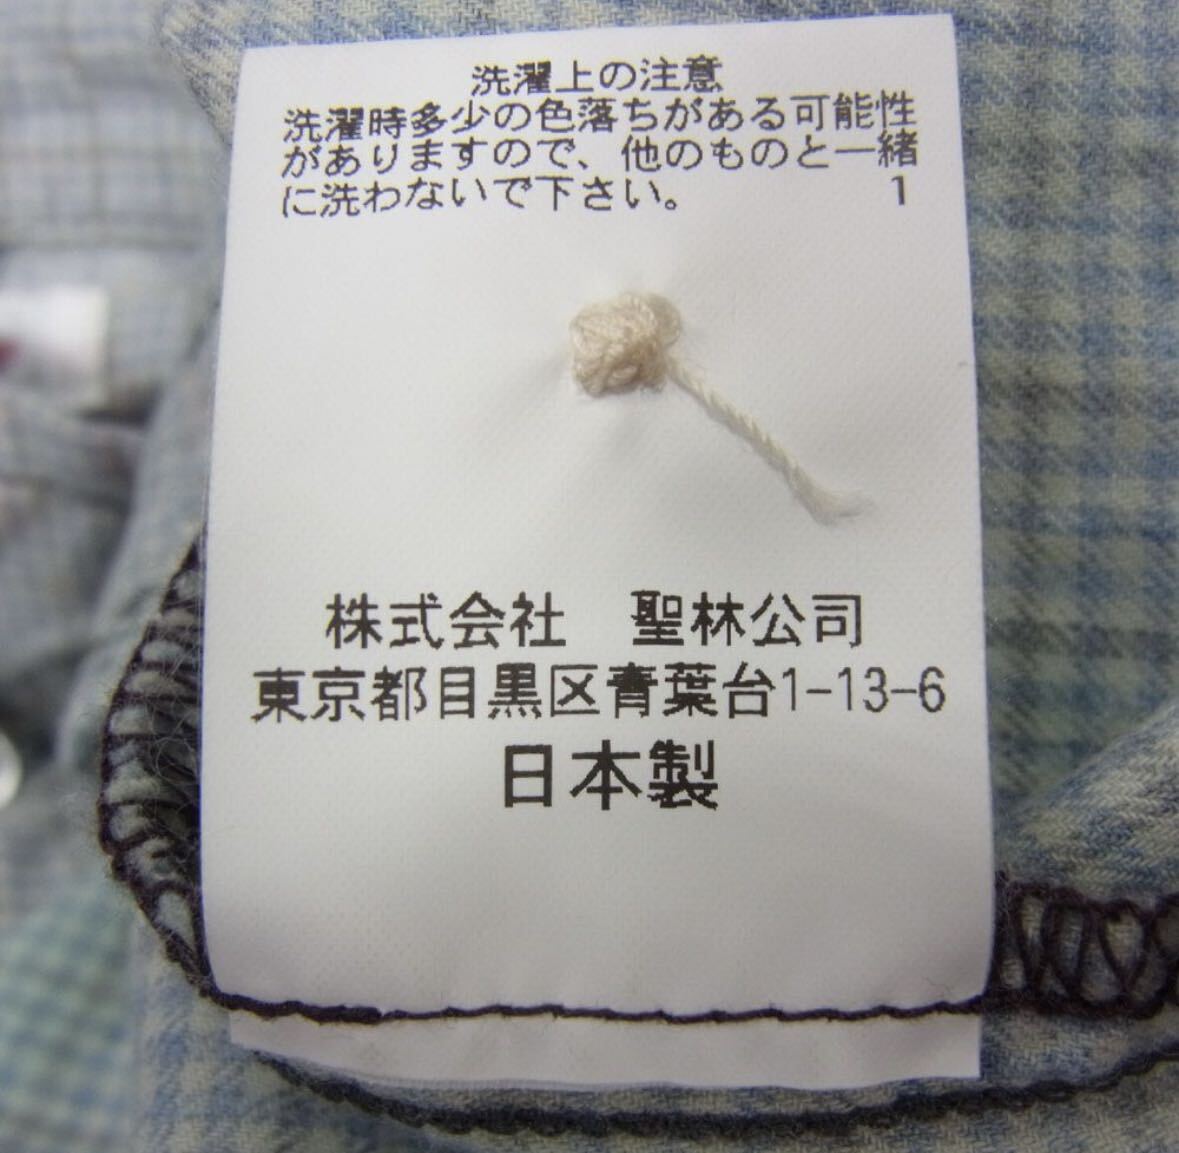 洗濯上の注意
洗濯時多少の色落ちがある可能性
がありますので、他のものと一緒
に洗わないで下さい。 1
株式会社 聖林公司
東京都目黒区青葉台1-13-6
日本製